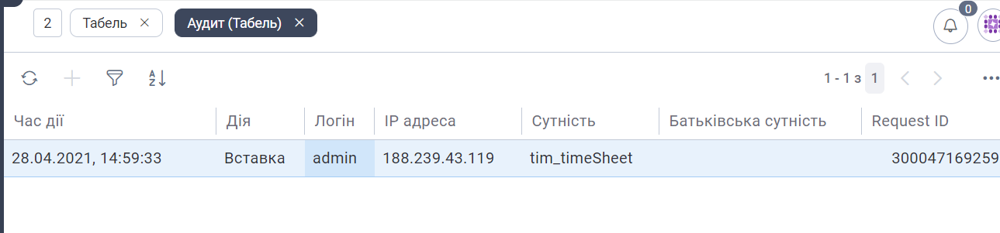 0
2 Табель Аудит (Табель)
1 - 1 з 1
Час дії Дія Логін IP адреса Сутність Батьківська сутність Request ID
28.04.2021, 14:59:33 Вставка admin 188.239.43.119 tim_timeSheet 300047169259